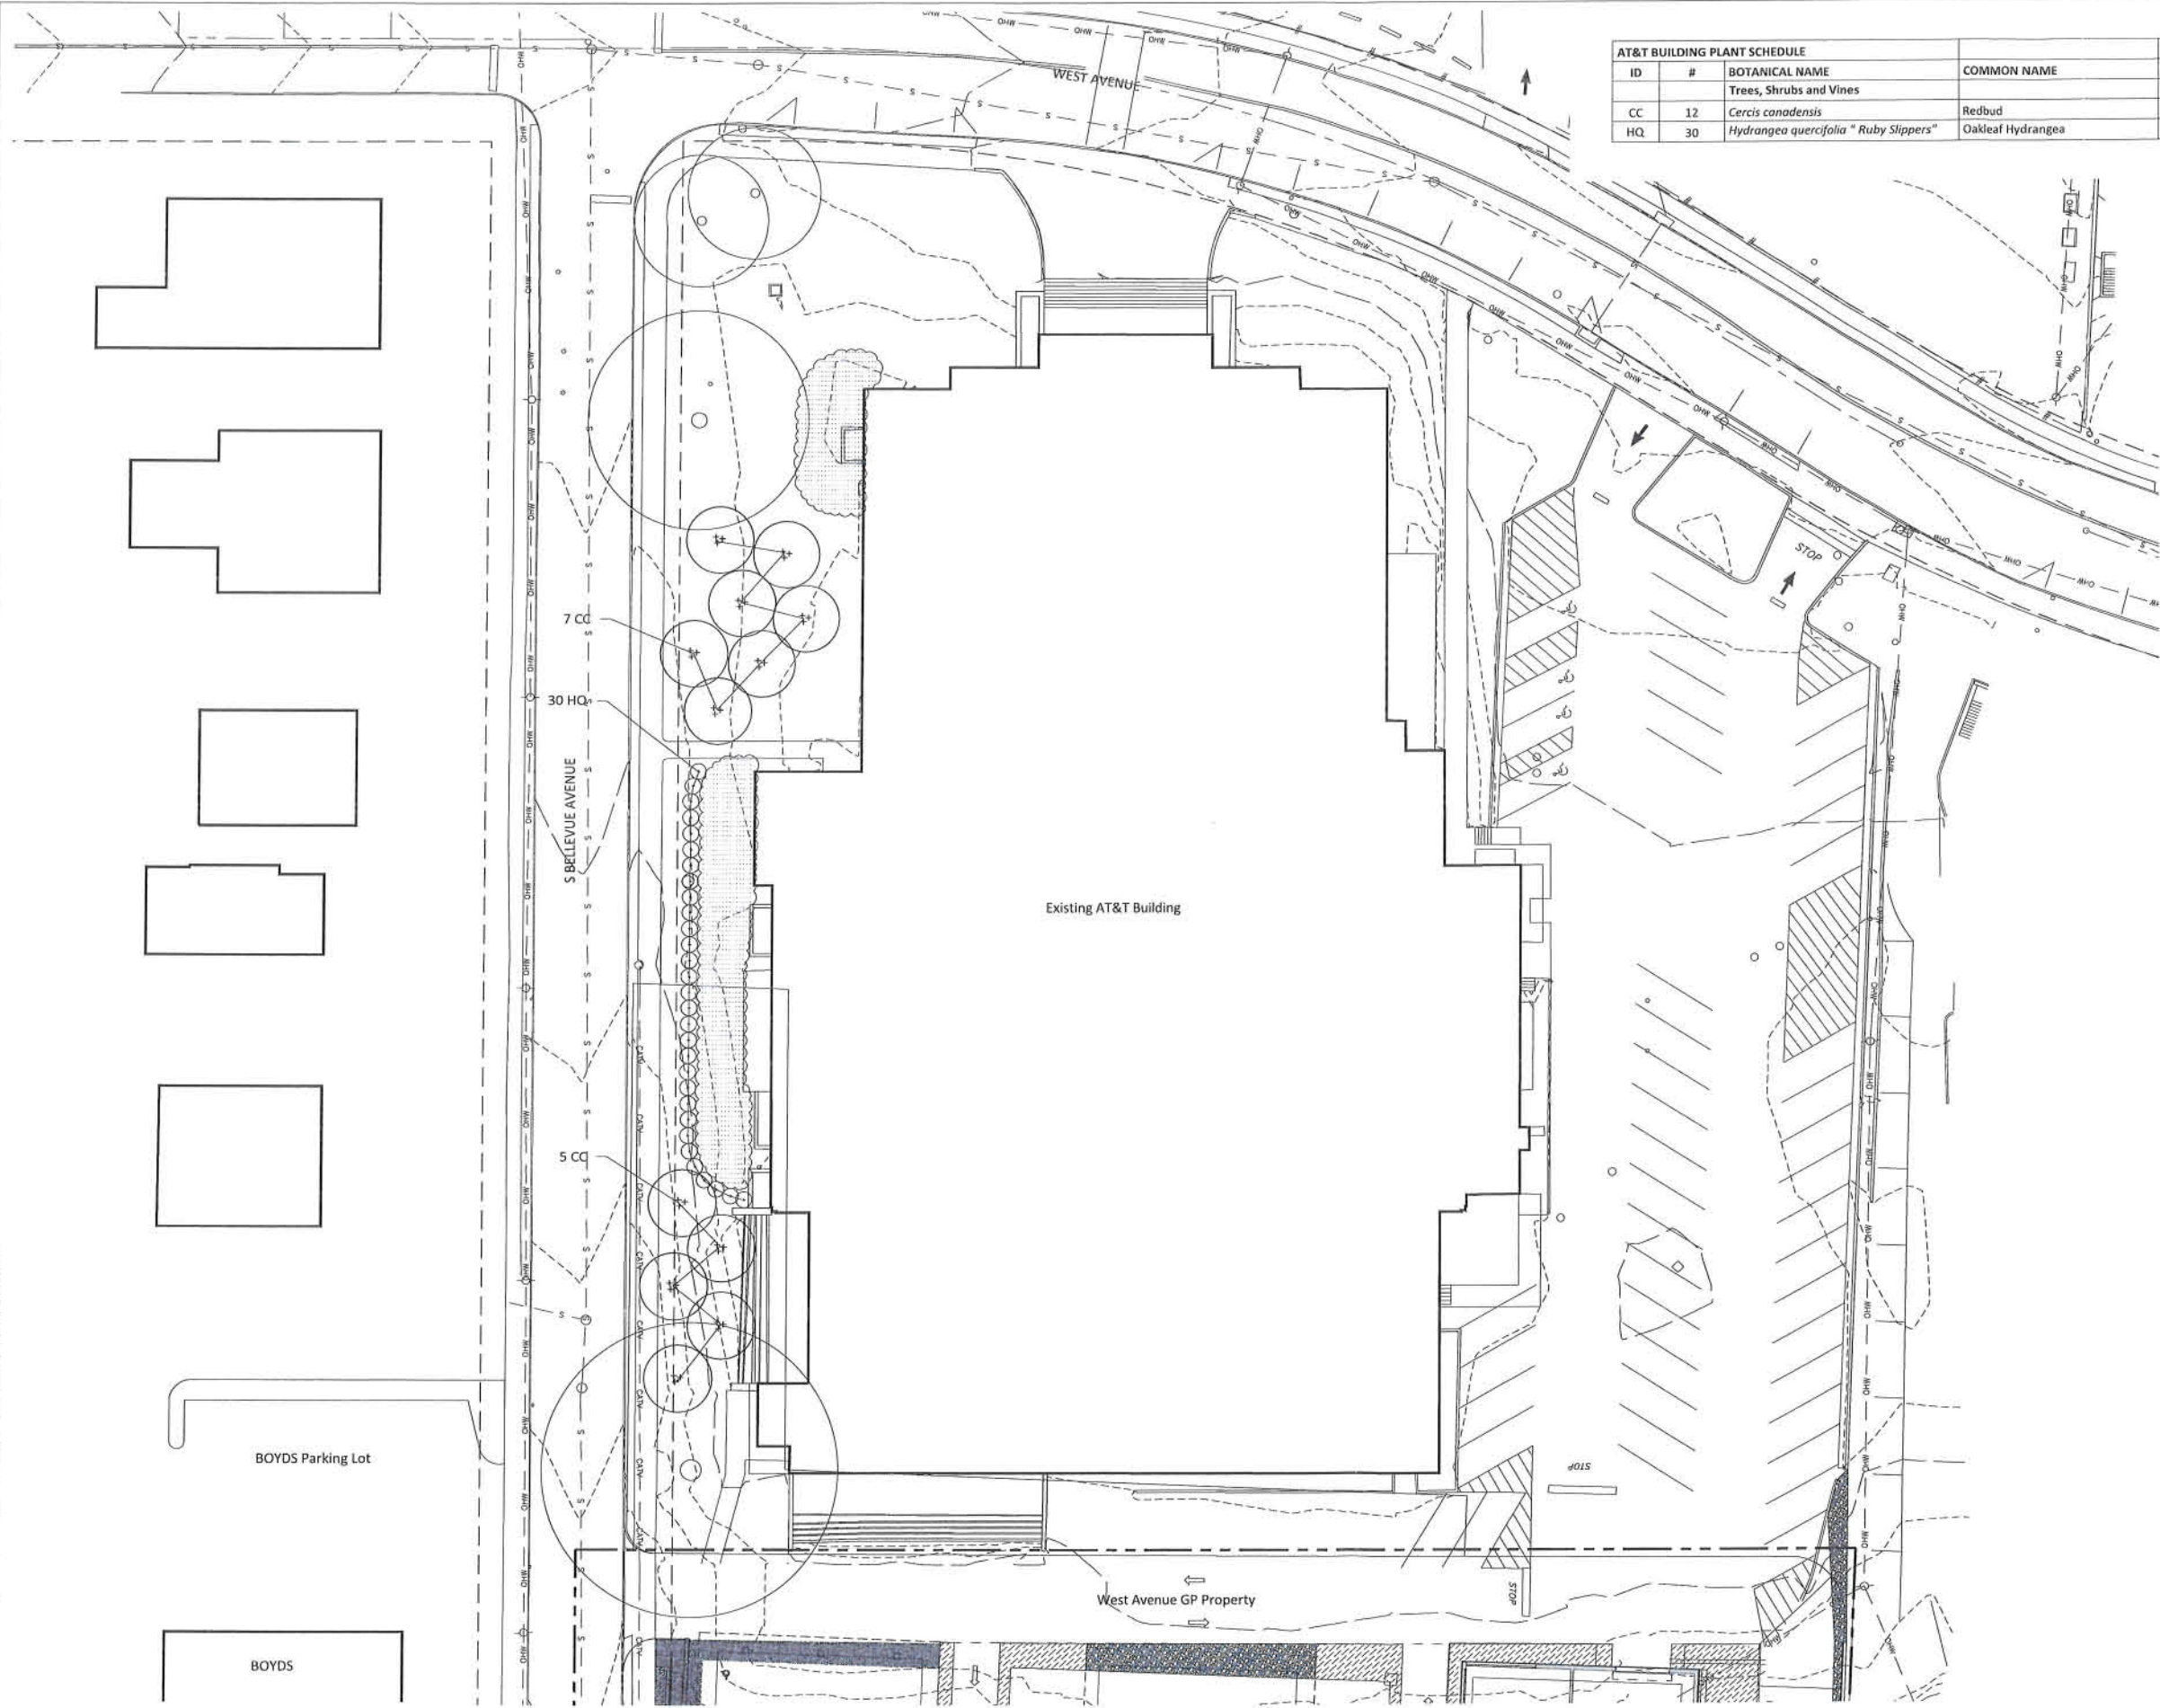 AT&T BUILDING PLANT SCHEDULE
ID # BOTANICAL NAME COMMON NAME
Trees, Shrubs and Vines
CC 12 Cercis canadensis Redbud
HQ 30 Hydrangea quercifolia " Ruby Slippers" Oakleaf Hydrangea
WEST AVENUE
STOP
7 CC
30 HQ
S BELLEVUE AVENUE
Existing AT&T Building
5 CC
BOYDS Parking Lot
STOP
STOP
West Avenue GP Property
BOYDS
OHW
S
CATV